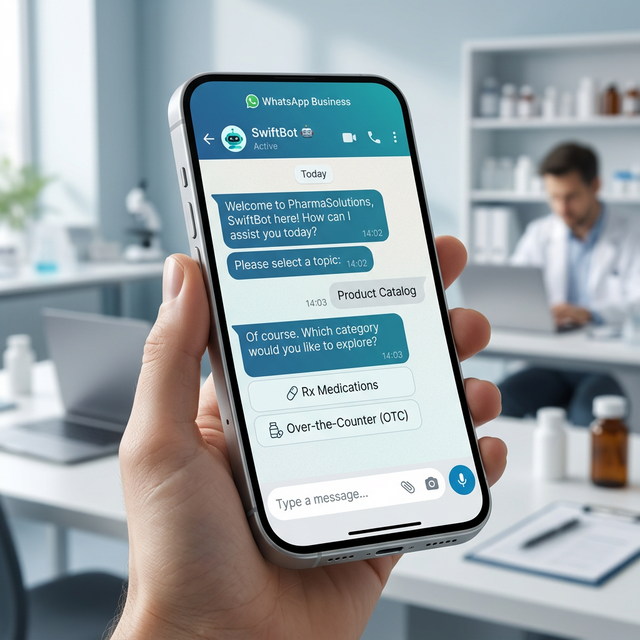 WhatsApp Business
SwiftBot
Active
Today
Welcome to PharmaSolutions,
SwiftBot here! How can I
assist you today?
14:02
Please select a topic: 14:02
14:03 Product Catalog
Of course. Which category
would you like to explore?
14:03
Rx Medications
Over-the-Counter (OTC)
Type a message...